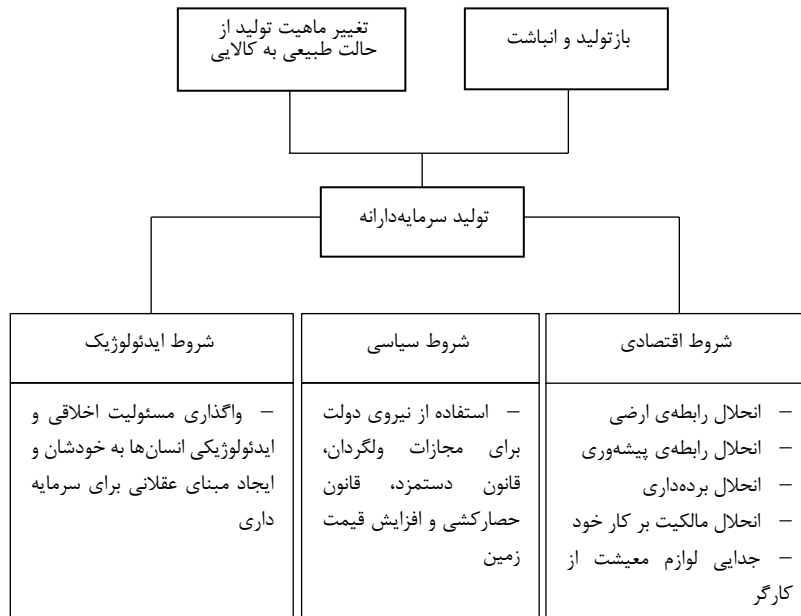 بازتولید و انباشت
تغییر ماهیت تولید از
حالت طبیعی به کالایی
تولید سرمایه‌دارانه
شروط اقتصادی
– انحلال رابطه‌ی ارضی
– انحلال رابطه‌ی پیشه‌وری
– انحلال برده‌داری
– انحلال مالکیت بر کار خود
– جدایی لوازم معیشت از
کارگر
شروط سیاسی
– استفاده از نیروی دولت
برای مجازات ولگردان،
قانون دستمزد، قانون
حصارکشی و افزایش قیمت
زمین
شروط ایدئولوژیک
– واگذاری مسئولیت اخلاقی و
ایدئولوژیکی انسان‌ها به خودشان و
ایجاد مبنای عقلانی برای سرمایه
داری